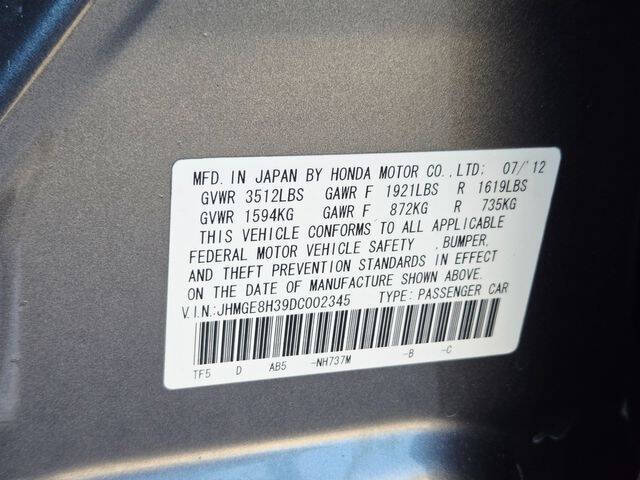 MFD. IN JAPAN BY HONDA MOTOR CO.,LTD: 07/'12
GVWR 3512LBS GAWR F 1921LBS R 1619LBS
GVWR 1594KG GAWR F 872KG R 735KG
THIS VEHICLE CONFORMS TO ALL APPLICABLE
FEDERAL MOTOR VEHICLE SAFETY , BUMPER,
AND THEFT PREVENTION STANDARDS IN EFFECT
ON THE DATE OF MANUFACTURE SHOWN ABOVE.
V.I.N.:JHMGE8H39DC002345 TYPE: PASSENGER CAR
TF5 D AB5 -NH737M -B -C